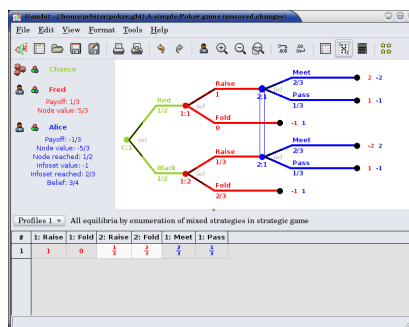 Gambit - [/home/arbiter/poker.gbt] A simple Poker game (unsaved changes)
File Edit View Format Tools Help
Chance
Fred
Payoff: 1/3
Node value: 5/3
Alice
Payoff: -1/3
Node value: -5/3
Node reached: 1/2
Infoset value: -1
Infoset reached: 2/3
Belief: 3/4
C:1
(u)
Red
1/2
Black
1/2
1:1
(u)
Raise
1
Fold
0
-1 1
2:1
(u)
Meet
2/3
2 -2
Pass
1/3
1 -1
1:2
(u)
Raise
1/3
Fold
2/3
-1 1
2:1
(u)
Meet
2/3
-2 2
Pass
1/3
1 -1
Profiles 1 All equilibria by enumeration of mixed strategies in strategic game
# 1: Raise 1: Fold 2: Raise 2: Fold 1: Meet 1: Pass
1 1 0 1/3 2/3 2/3 1/3